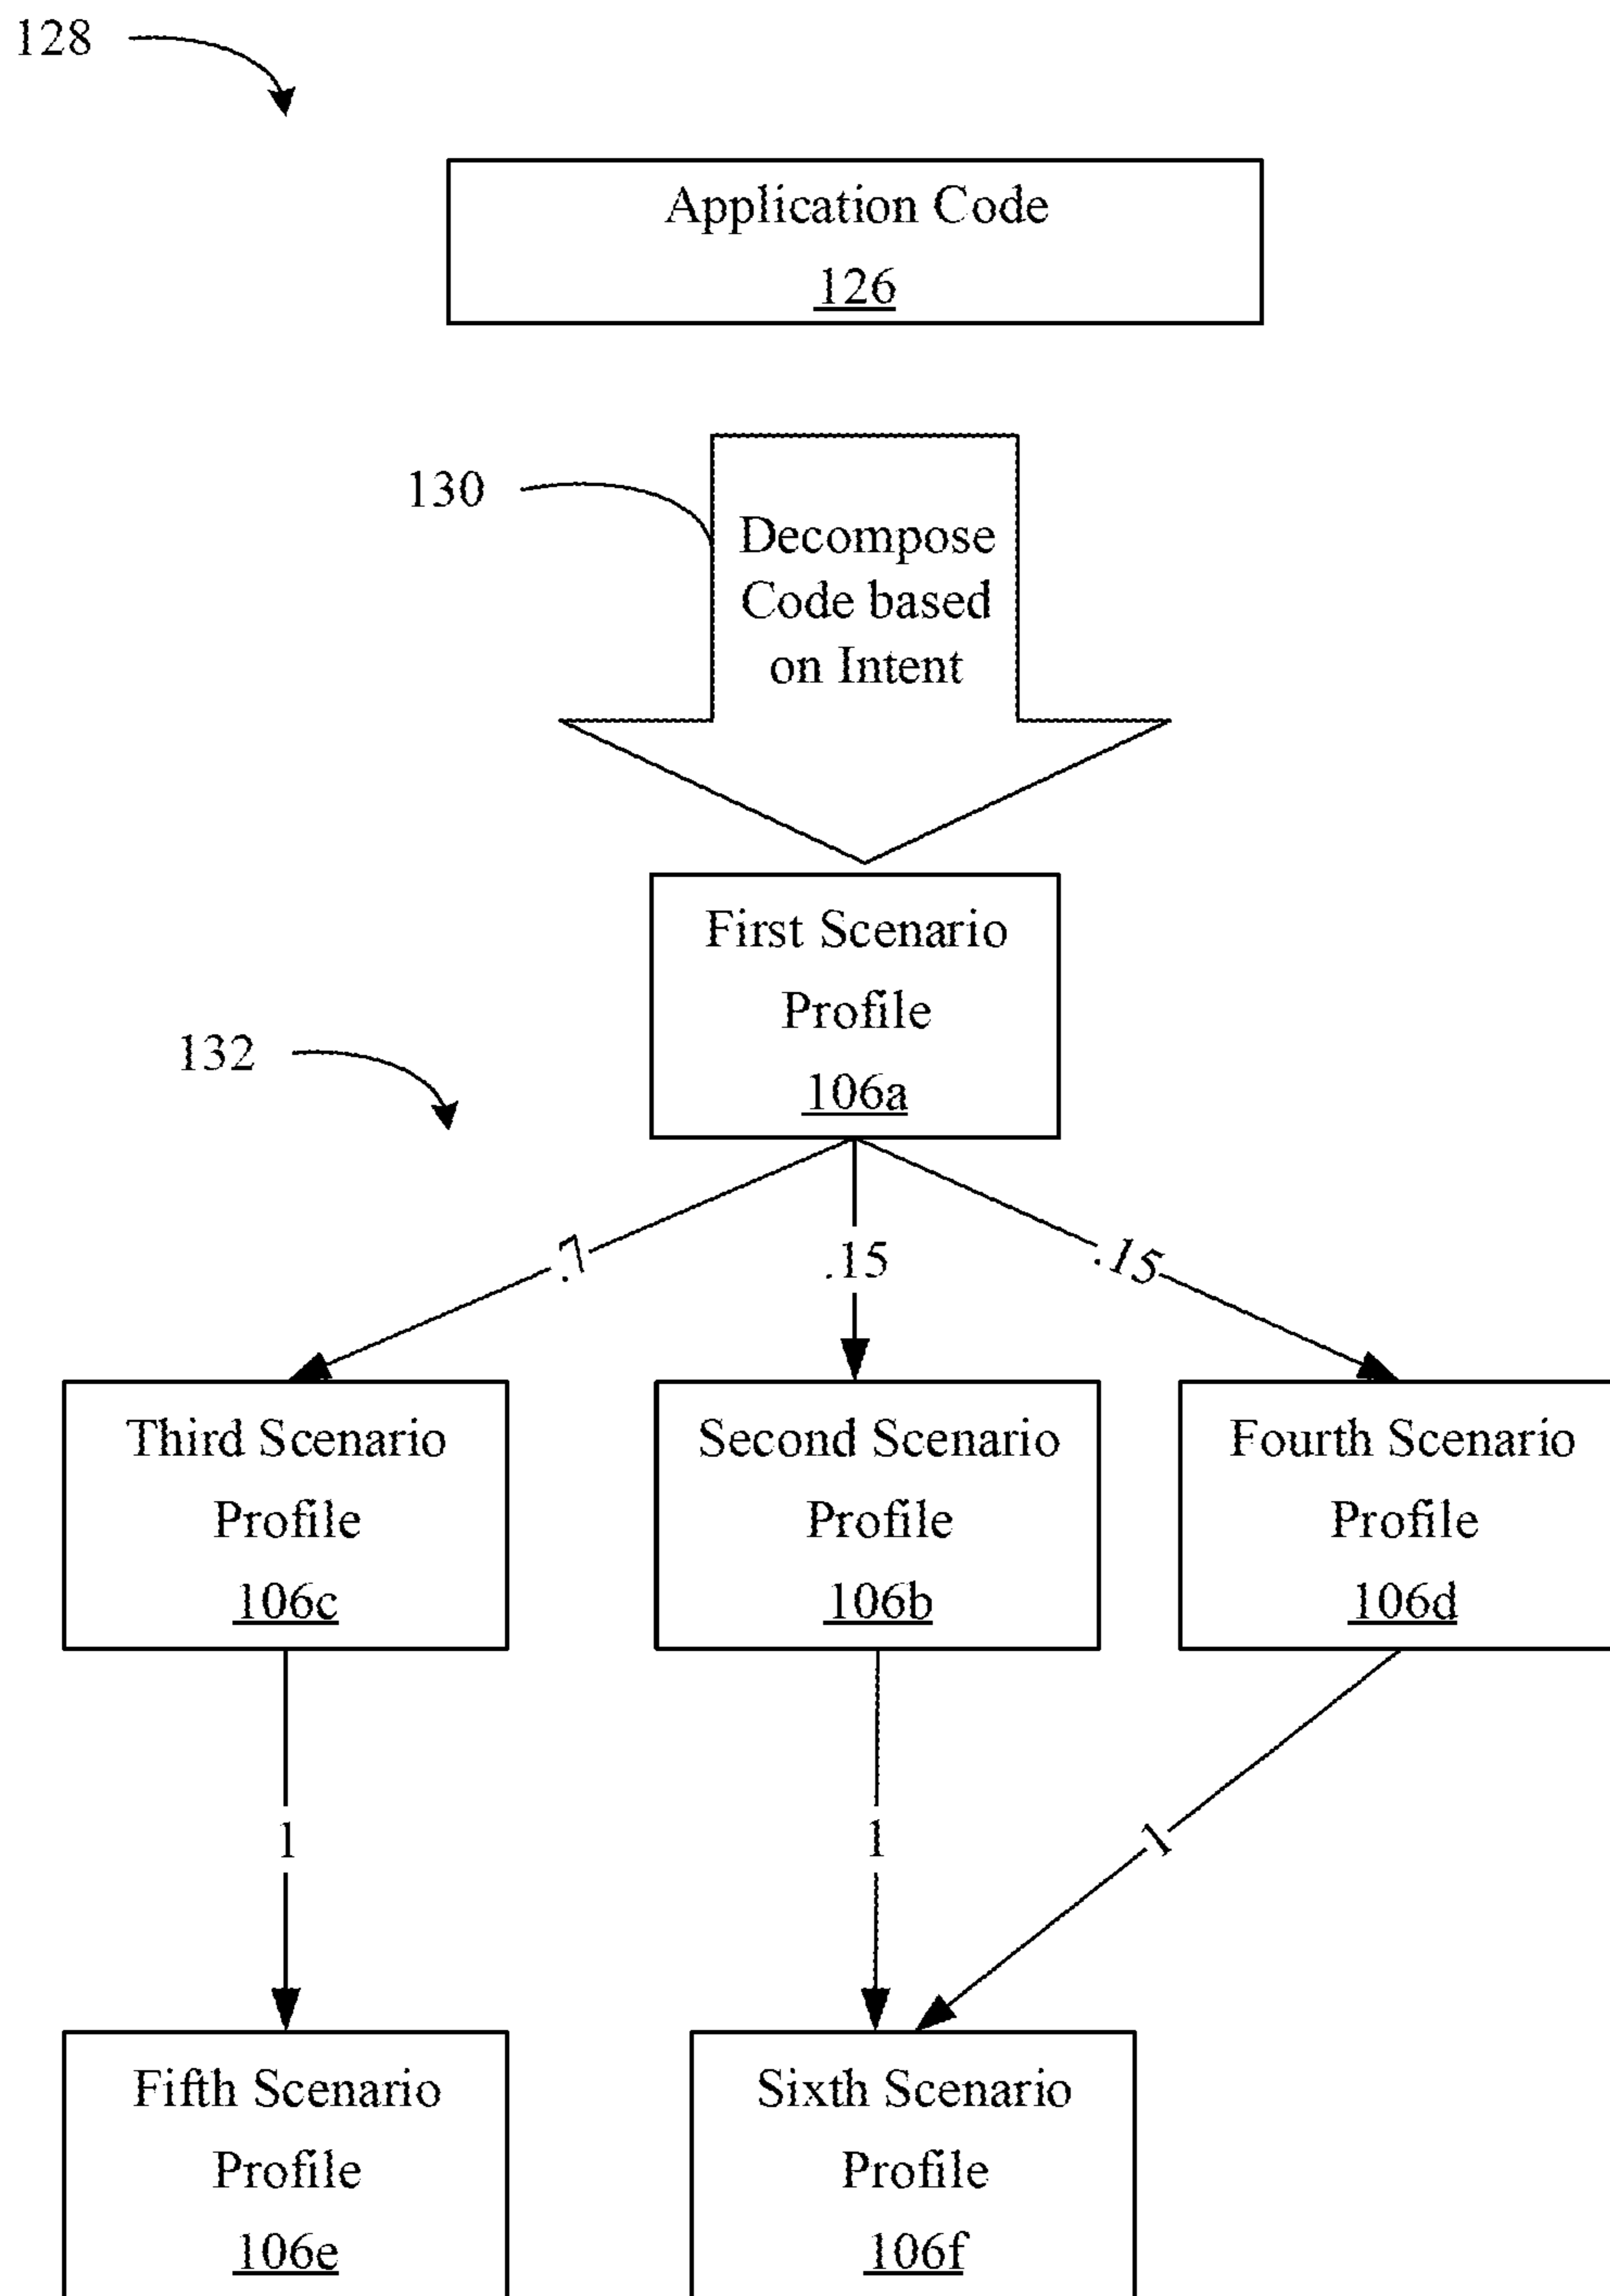 128
Application Code
126
130
Decompose
Code based
on Intent
First Scenario
Profile
106a
132
.7
.15
.15
Third Scenario
Profile
106c
Second Scenario
Profile
106b
Fourth Scenario
Profile
106d
1
1
1
Fifth Scenario
Profile
106e
Sixth Scenario
Profile
106f